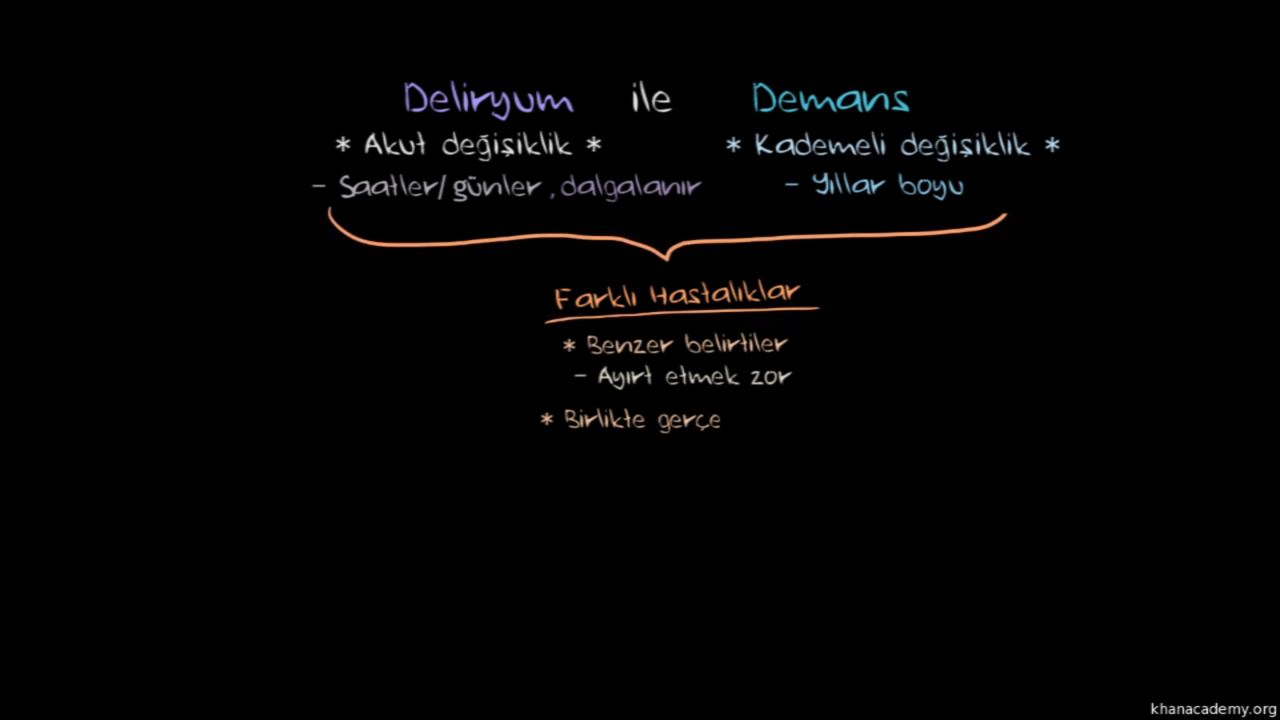 Deliryum ile Demans
* Akut değişiklik * * Kademeli değişiklik *
- Saatler/günler, dalgalanır - Yıllar boyu
Farklı Hastalıklar
* Benzer belirtiler
- Ayırt etmek zor
* Birlikte gerçe
khanacademy.org